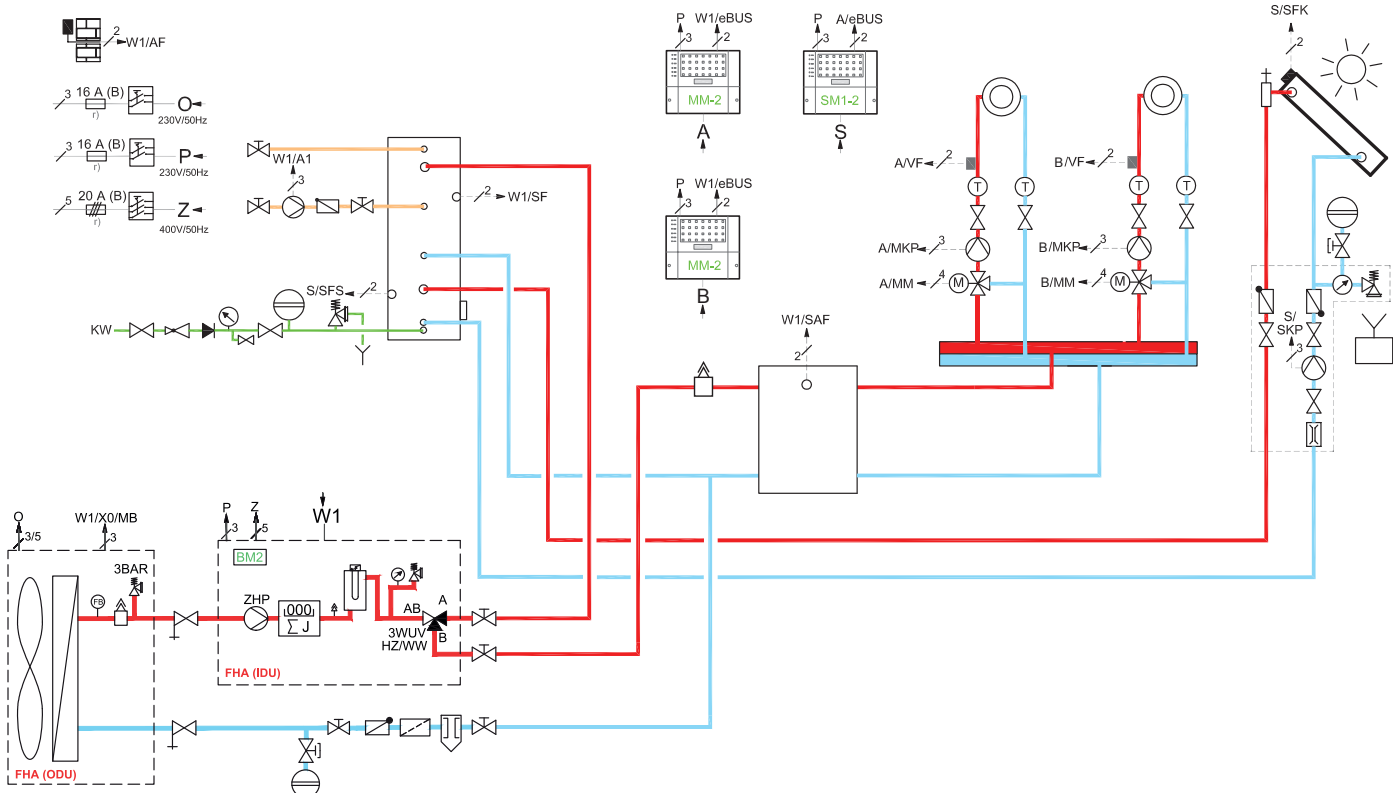 2
W1/AF
3
16 A (B)
r)
O
230V/50Hz
3
16 A (B)
r)
P
230V/50Hz
5
20 A (B)
r)
Z
400V/50Hz
P
3
W1/eBUS
2
MM-2
A
P
3
A/eBUS
2
SM1-2
S
P
3
W1/eBUS
2
MM-2
B
S/SFK
2
W1/A1
3
2
W1/SF
S/SFS
2
KW
A/VF
2
T
T
A/MKP
3
A/MM
4
M
B/VF
2
T
T
B/MKP
3
B/MM
4
M
S/
SKP
3
W1/SAF
2
O
3/5
W1/X0/MB
3
3BAR
FB
FHA (ODU)
P
3
Z
5
W1
BM2
ZHP
000
Σ J
AB
A
B
3WUV
HZ/WW
FHA (IDU)